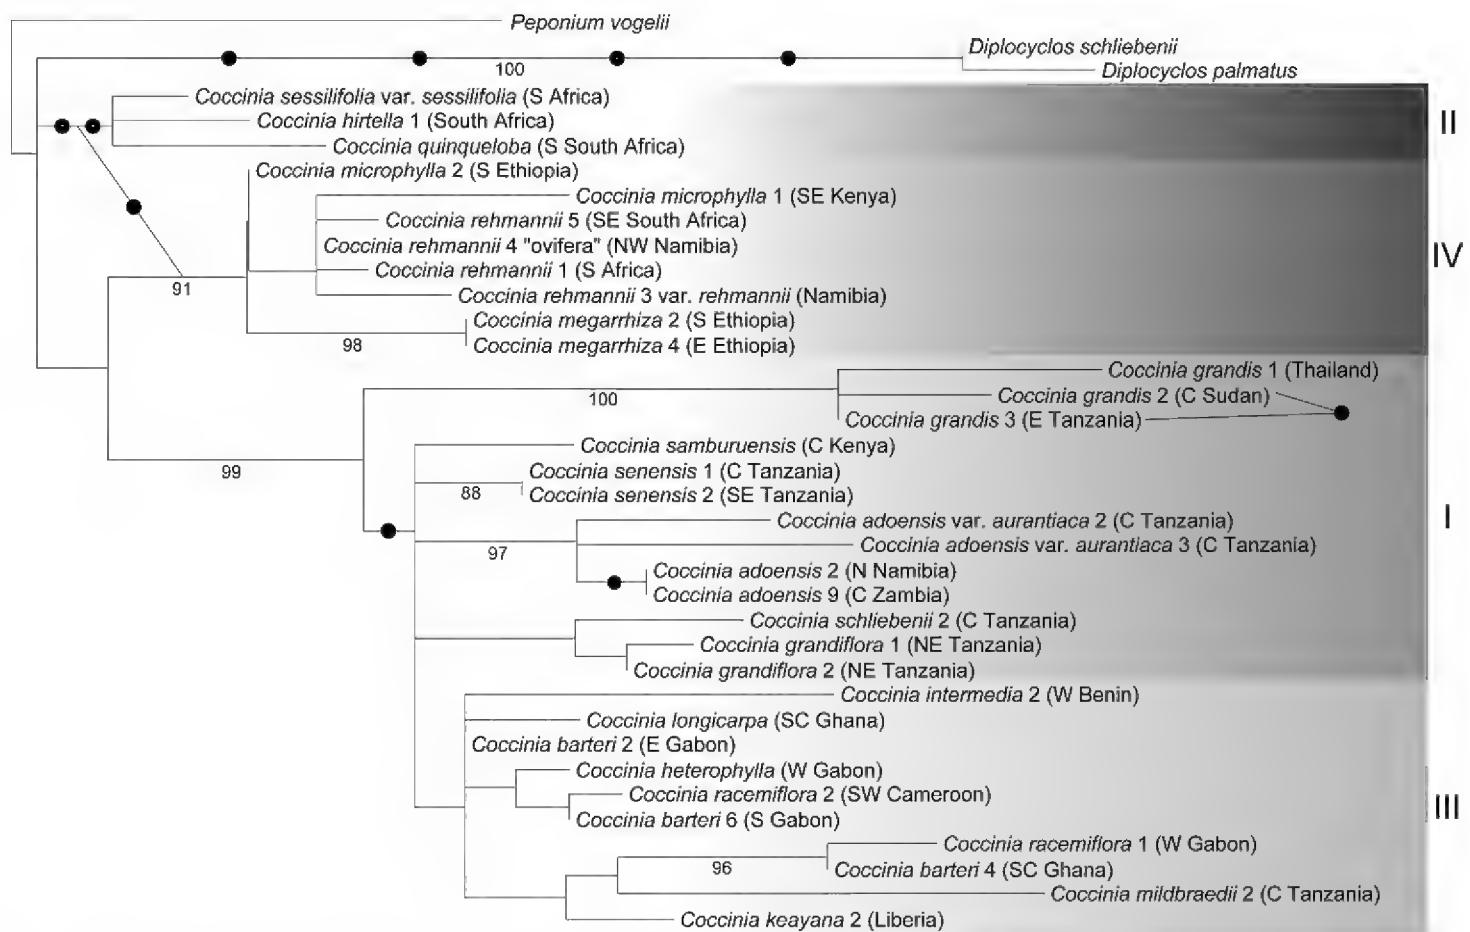 Peponium vogelii
Diplocyclos schliebenii
100
Diplocyclos palmatus
Coccinia sessilifolia var. sessilifolia (S Africa)
Coccinia hirtella 1 (South Africa)
II
Coccinia quinqueloba (S South Africa)
Coccinia microphylla 2 (S Ethiopia)
Coccinia microphylla 1 (SE Kenya)
Coccinia rehmannii 5 (SE South Africa)
Coccinia rehmannii 4 "ovifera" (NW Namibia)
IV
Coccinia rehmannii 1 (S Africa)
91
Coccinia rehmannii 3 var. rehmannii (Namibia)
Coccinia megarrhiza 2 (S Ethiopia)
98
Coccinia megarrhiza 4 (E Ethiopia)
Coccinia grandis 1 (Thailand)
100
Coccinia grandis 2 (C Sudan)
Coccinia grandis 3 (E Tanzania)
Coccinia samburuensis (C Kenya)
99
Coccinia senensis 1 (C Tanzania)
88
Coccinia senensis 2 (SE Tanzania)
Coccinia adoensis var. aurantiaca 2 (C Tanzania)
I
97
Coccinia adoensis var. aurantiaca 3 (C Tanzania)
Coccinia adoensis 2 (N Namibia)
Coccinia adoensis 9 (C Zambia)
Coccinia schliebenii 2 (C Tanzania)
Coccinia grandiflora 1 (NE Tanzania)
Coccinia grandiflora 2 (NE Tanzania)
Coccinia intermedia 2 (W Benin)
Coccinia longicarpa (SC Ghana)
Coccinia barteri 2 (E Gabon)
Coccinia heterophylla (W Gabon)
Coccinia racemiflora 2 (SW Cameroon)
III
Coccinia barteri 6 (S Gabon)
Coccinia racemiflora 1 (W Gabon)
96
Coccinia barteri 4 (SC Ghana)
Coccinia mildbraedii 2 (C Tanzania)
Coccinia keayana 2 (Liberia)